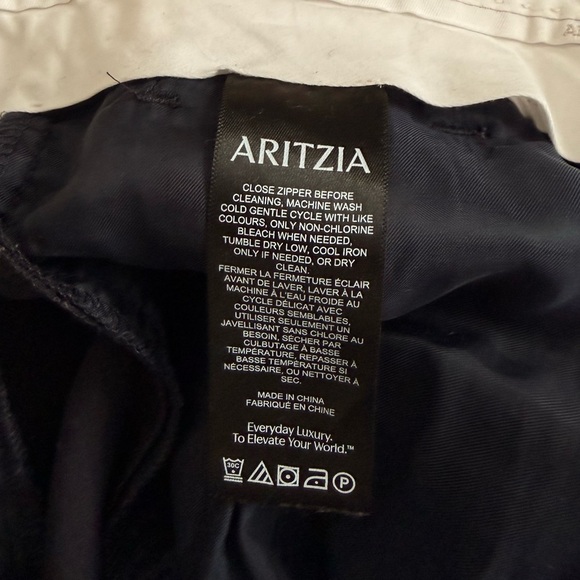 ARITZIA
CLOSE ZIPPER BEFORE
CLEANING, MACHINE WASH
COLD GENTLE CYCLE WITH LIKE
COLOURS, ONLY NON-CHLORINE
BLEACH WHEN NEEDED,
TUMBLE DRY LOW, COOL IRON
ONLY IF NEEDED, OR DRY
CLEAN.
FERMER LA FERMETURE ÉCLAIR
AVANT DE LAVER, LAVER À LA
MACHINE À L'EAU FROIDE AU
CYCLE DÉLICAT AVEC
COULEURS SEMBLABLES,
UTILISER SEULEMENT UN
JAVELLISANT SANS CHLORE AU
BESOIN, SÉCHER PAR
CULBUTAGE À BASSE
TEMPÉRATURE, REPASSER À
BASSE TEMPÉRATURE SI
NÉCESSAIRE, OU NETTOYER À
SEC.
MADE IN CHINA
FABRIQUÉ EN CHINE
Everyday Luxury.
To Elevate Your World.™
30C P